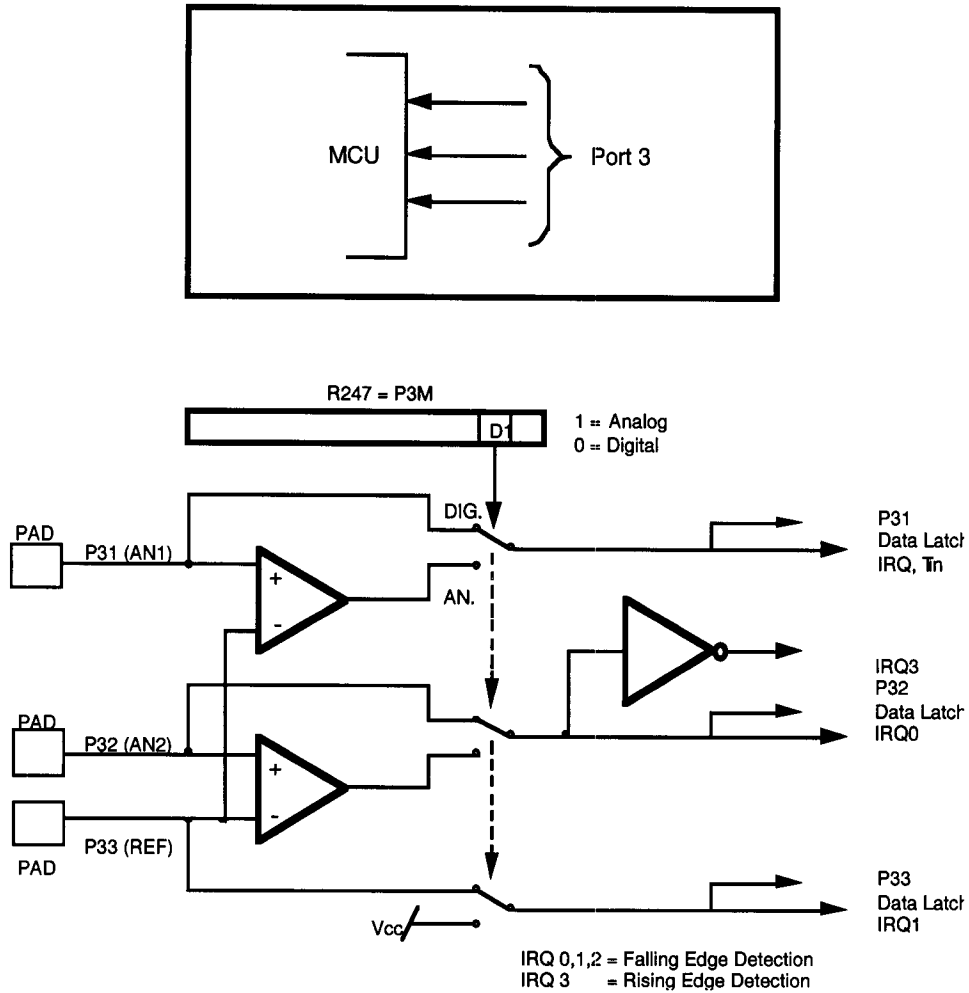 MCU
Port 3
R247 = P3M
D1
1 = Analog
0 = Digital
DIG.
PAD
P31 (AN1)
+
-
AN.
P31
Data Latch
IRQ, Tin
IRQ3
P32
Data Latch
IRQ0
PAD
P32 (AN2)
+
-
P33 (REF)
PAD
P33
Data Latch
IRQ1
Vcc
IRQ 0,1,2 = Falling Edge Detection
IRQ 3 = Rising Edge Detection